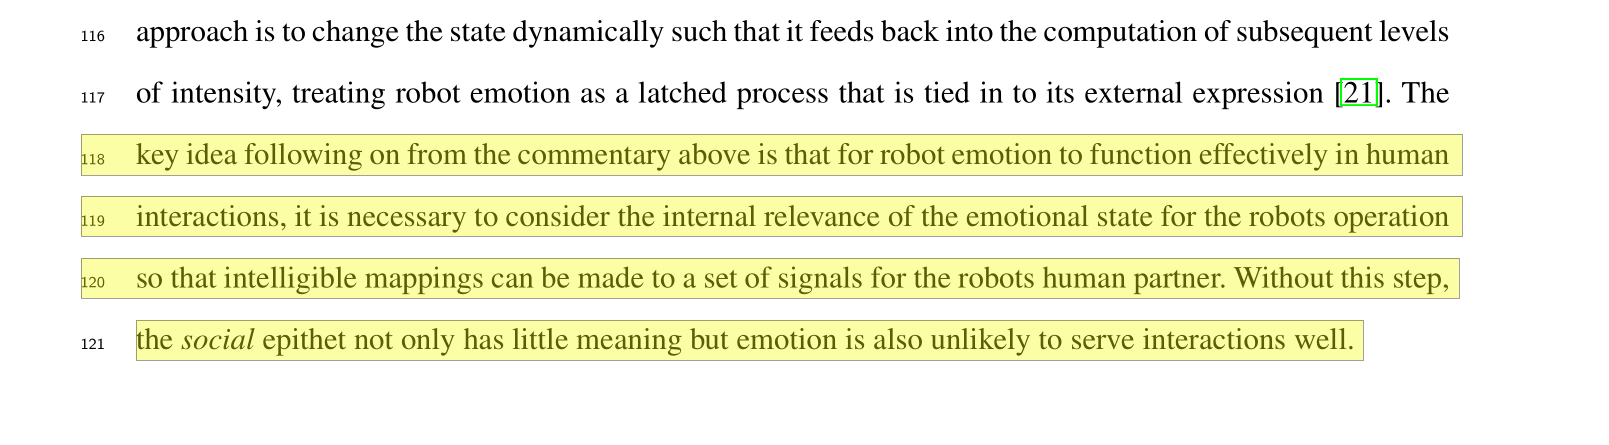 116 approach is to change the state dynamically such that it feeds back into the computation of subsequent levels
117 of intensity, treating robot emotion as a latched process that is tied in to its external expression [21]. The
118 key idea following on from the commentary above is that for robot emotion to function effectively in human
119 interactions, it is necessary to consider the internal relevance of the emotional state for the robots operation
120 so that intelligible mappings can be made to a set of signals for the robots human partner. Without this step,
121 the social epithet not only has little meaning but emotion is also unlikely to serve interactions well.